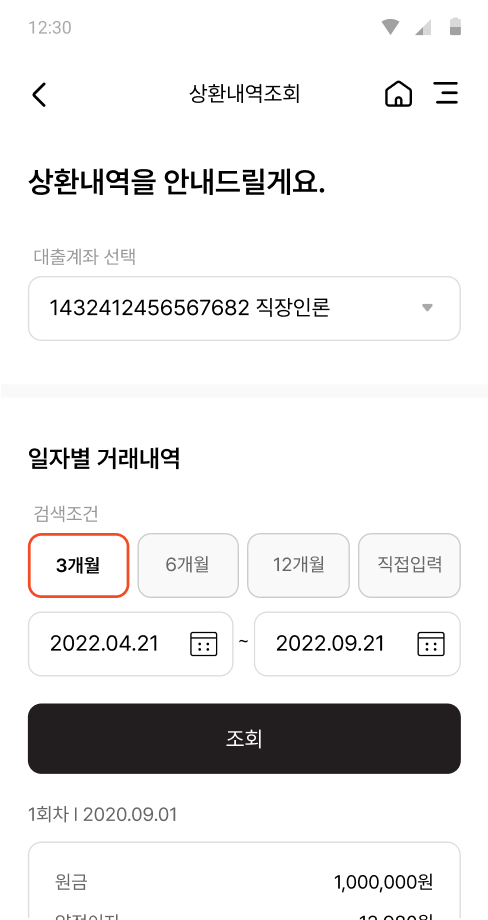 12:30
상환내역조회
상환내역을 안내드릴게요.
대출계좌 선택
1432412456567682 직장인론
일자별 거래내역
검색조건
3개월 6개월 12개월 직접입력
2022.04.21 ~ 2022.09.21
조회
1회차 I 2020.09.01
원금 1,000,000원